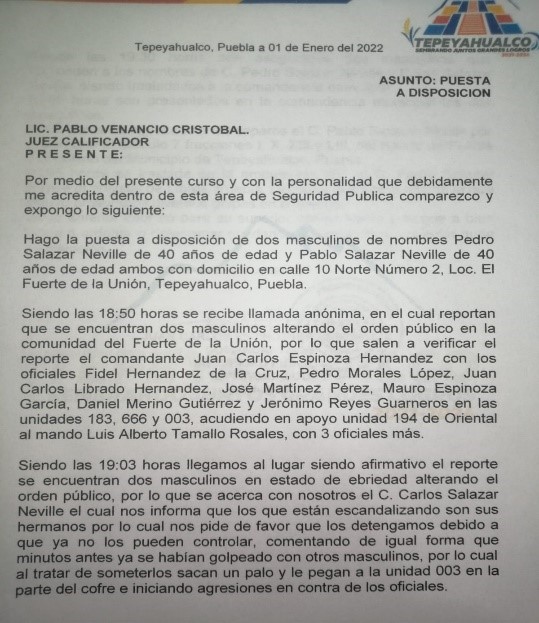 TEPEYAHUALCO
SEMBRANDO JUNTOS GRANDES LOGROS
Tepeyahualco, Puebla a 01 de Enero del 2022
ASUNTO: PUESTA
A DISPOSICION
LIC. PABLO VENANCIO CRISTOBAL.
JUEZ CALIFICADOR
P R E S E N T E:
Por medio del presente curso y con la personalidad que debidamente
me acredita dentro de esta área de Seguridad Publica comparezco y
expongo lo siguiente:
Hago la puesta a disposición de dos masculinos de nombres Pedro
Salazar Neville de 40 años de edad y Pablo Salazar Neville de 40
años de edad ambos con domicilio en calle 10 Norte Número 2, Loc. El
Fuerte de la Unión, Tepeyahualco, Puebla.
Siendo las 18:50 horas se recibe llamada anónima, en el cual reportan
que se encuentran dos masculinos alterando el orden público en la
comunidad del Fuerte de la Unión, por lo que salen a verificar el
reporte el comandante Juan Carlos Espinoza Hernandez con los
oficiales Fidel Hernandez de la Cruz, Pedro Morales López, Juan
Carlos Librado Hernandez, José Martínez Pérez, Mauro Espinoza
García, Daniel Merino Gutiérrez y Jerónimo Reyes Guarneros en las
unidades 183, 666 y 003, acudiendo en apoyo unidad 194 de Oriental
al mando Luis Alberto Tamallo Rosales, con 3 oficiales más.
Siendo las 19:03 horas llegamos al lugar siendo afirmativo el reporte
se encuentran dos masculinos en estado de ebriedad alterando el
orden público, por lo que se acerca con nosotros el C. Carlos Salazar
Neville el cual nos informa que los que están escandalizando son sus
hermanos por lo cual nos pide de favor que los detengamos debido a
que ya no los pueden controlar, comentando de igual forma que
minutos antes ya se habían golpeado con otros masculinos, por lo cual
al tratar de someterlos sacan un palo y le pegan a la unidad 003 en la
parte del cofre e iniciando agresiones en contra de los oficiales.